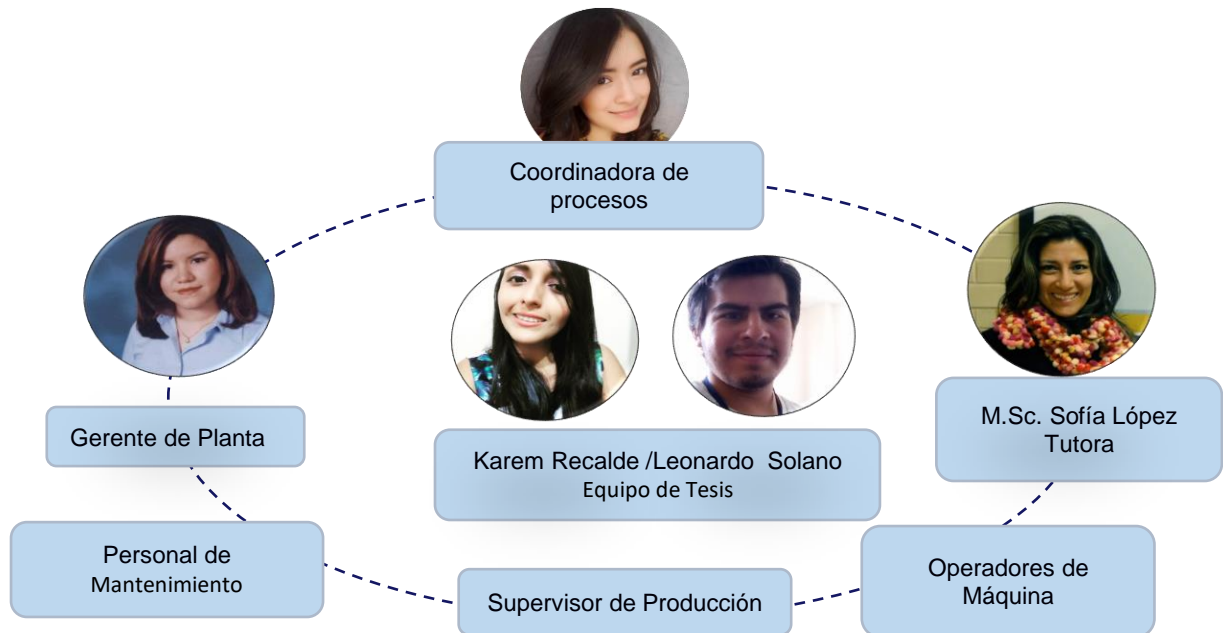 Coordinadora de
procesos
Gerente de Planta
Karem Recalde /Leonardo  Solano
Equipo de Tesis
M.Sc. Sofía López
Tutora
Personal de
Mantenimiento
Supervisor de Producción
Operadores de
Máquina